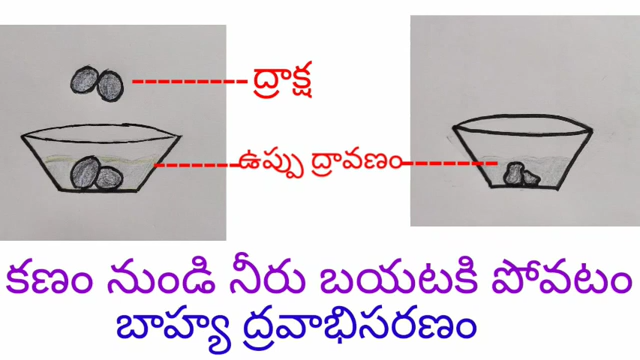 ద్రాక్ష
ఉప్పు ద్రావణం
కణం నుండి నీరు బయటకి పోవటం
బాహ్య ద్రవాభిసరణం